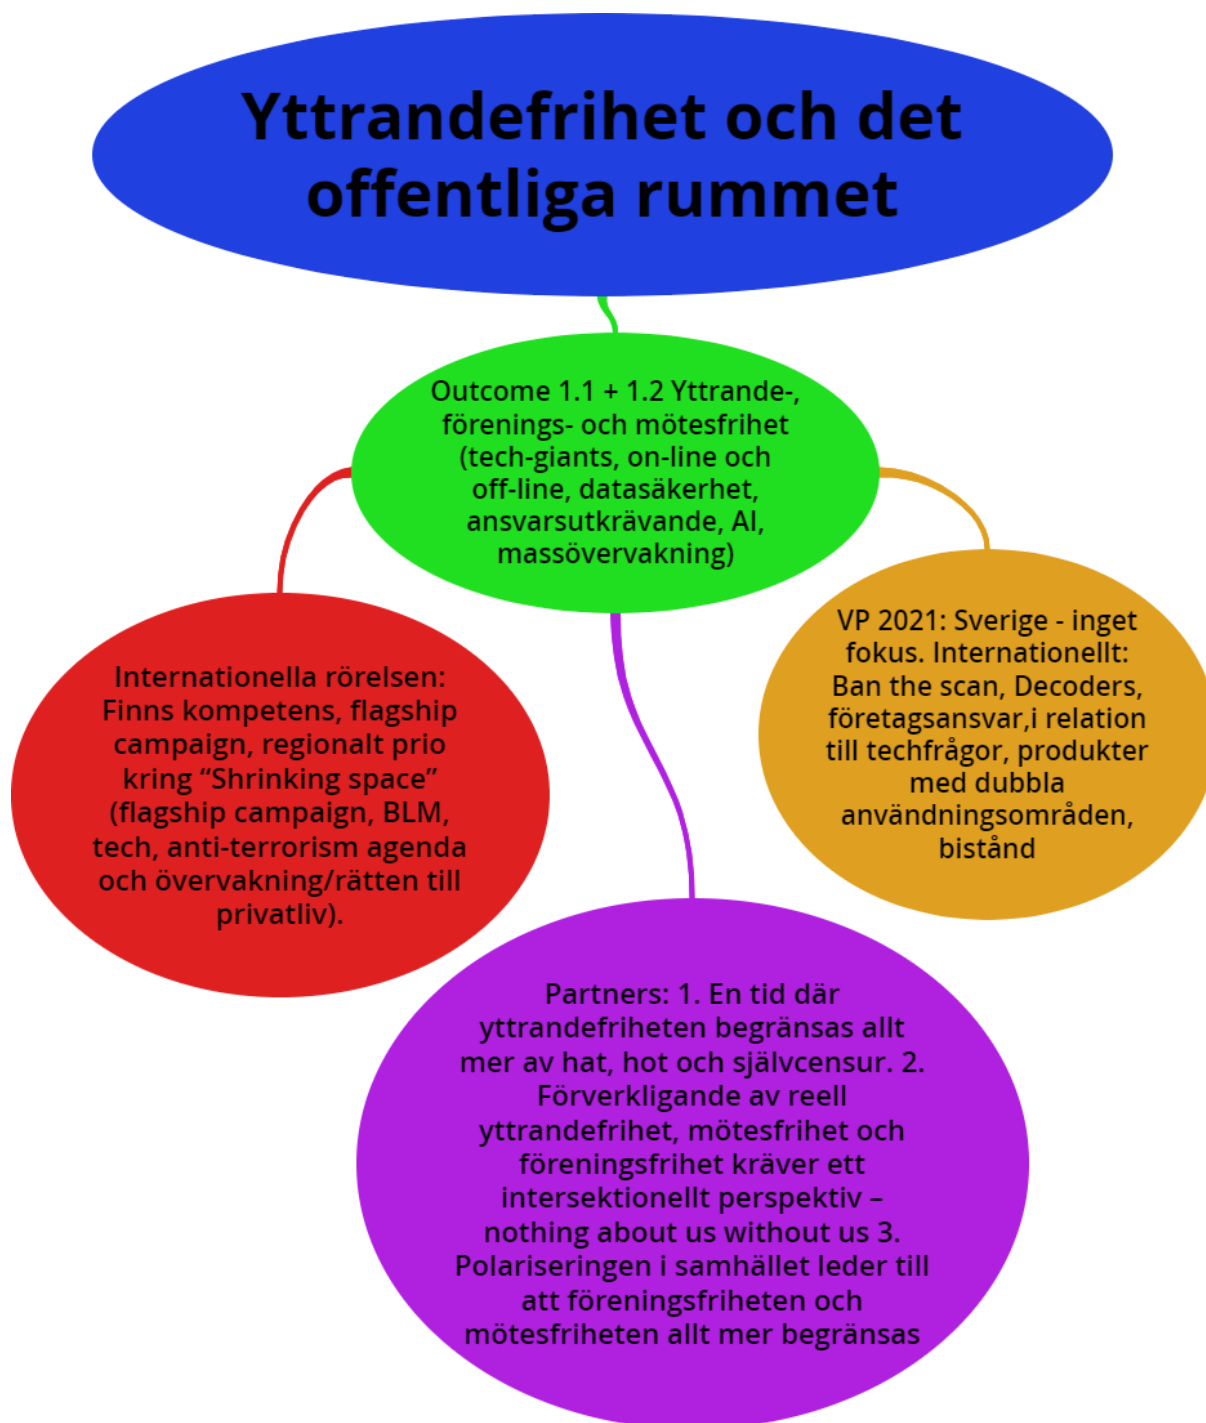 Yttrandefrihet och det
offentliga rummet
Outcome 1.1 + 1.2 Yttrande-,
förenings- och mötesfrihet
(tech-giants, on-line och
off-line, datasäkerhet,
ansvarsutkrävande, AI,
massövervakning)
Internationella rörelsen:
Finns kompetens, flagship
campaign, regionalt prio
kring “Shrinking space”
(flagship campaign, BLM,
tech, anti-terrorism agenda
och övervakning/rätten till
privatliv).
VP 2021: Sverige - inget
fokus. Internationellt:
Ban the scan, Decoders,
företagsansvar,i relation
till techfrågor, produkter
med dubbla
användningsområden,
bistånd
Partners: 1. En tid där
yttrandefriheten begränsas allt
mer av hat, hot och självcensur. 2.
Förverkligande av reell
yttrandefrihet, mötesfrihet och
föreningsfrihet kräver ett
intersektionellt perspektiv –
nothing about us without us 3.
Polariseringen i samhället leder till
att föreningsfriheten och
mötesfriheten allt mer begränsas